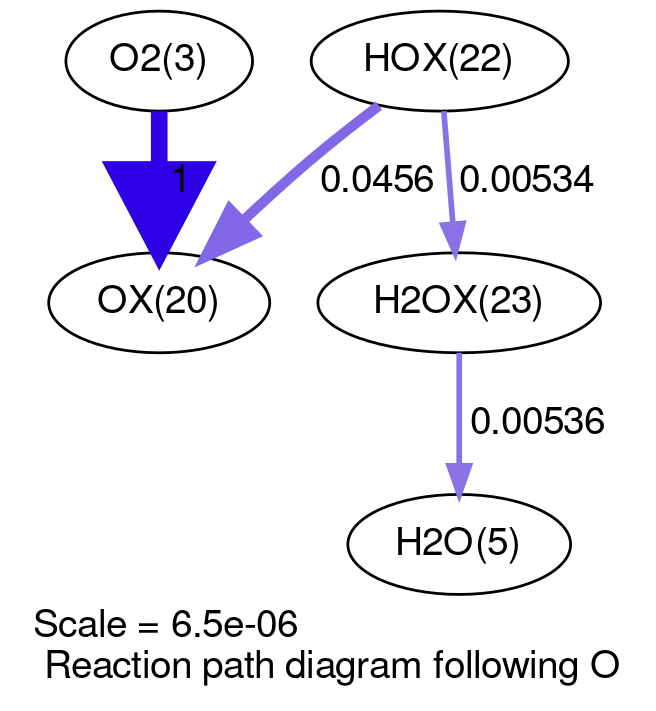 O2(3)
HOX(22)
1
0.0456
0.00534
OX(20)
H2OX(23)
0.00536
H2O(5)
Scale = 6.5e-06
Reaction path diagram following O